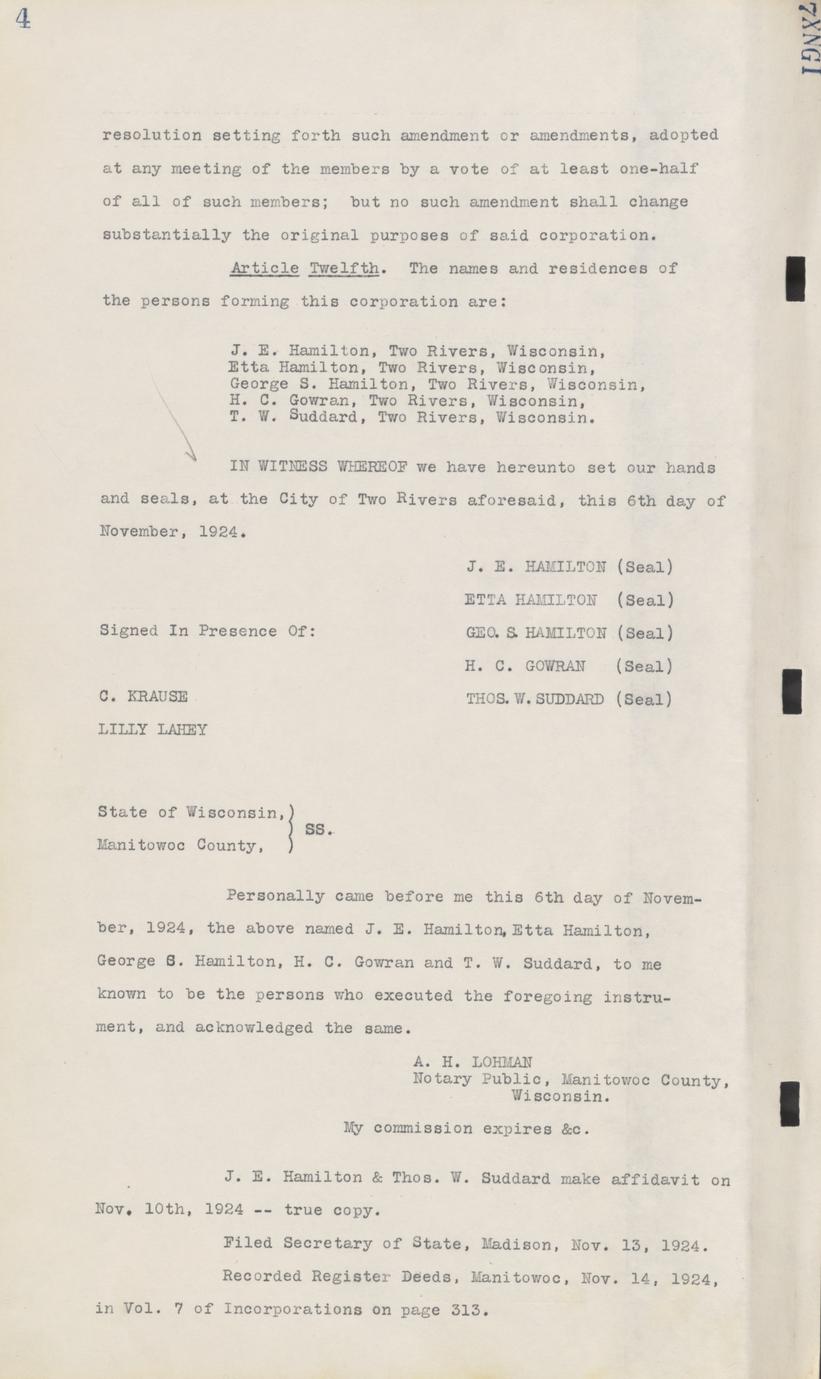 4
7XNG1
resolution setting forth such amendment or amendments, adopted
at any meeting of the members by a vote of at least one-half
of all of such members; but no such amendment shall change
substantially the original purposes of said corporation.
Article Twelfth. The names and residences of
the persons forming this corporation are:
J. E. Hamilton, Two Rivers, Wisconsin,
Etta Hamilton, Two Rivers, Wisconsin,
George S. Hamilton, Two Rivers, Wisconsin,
H. C. Gowran, Two Rivers, Wisconsin,
T. W. Suddard, Two Rivers, Wisconsin.
IN WITNESS WHEREOF we have hereunto set our hands
and seals, at the City of Two Rivers aforesaid, this 6th day of
November, 1924.
J. E. HAMILTON (Seal)
ETTA HAMILTON (Seal)
Signed In Presence Of: GEO. S. HAMILTON (Seal)
H. C. GOWRAN (Seal)
C. KRAUSE THOS. W. SUDDARD (Seal)
LILLY LAHEY
State of Wisconsin,)
) SS.
Manitowoc County, )
Personally came before me this 6th day of Novem-
ber, 1924, the above named J. E. Hamilton, Etta Hamilton,
George S. Hamilton, H. C. Gowran and T. W. Suddard, to me
known to be the persons who executed the foregoing instru-
ment, and acknowledged the same.
A. H. LOHMAN
Notary Public, Manitowoc County,
Wisconsin.
My commission expires &c.
J. E. Hamilton & Thos. W. Suddard make affidavit on
Nov. 10th, 1924 -- true copy.
Filed Secretary of State, Madison, Nov. 13, 1924.
Recorded Register Deeds, Manitowoc, Nov. 14, 1924,
in Vol. 7 of Incorporations on page 313.